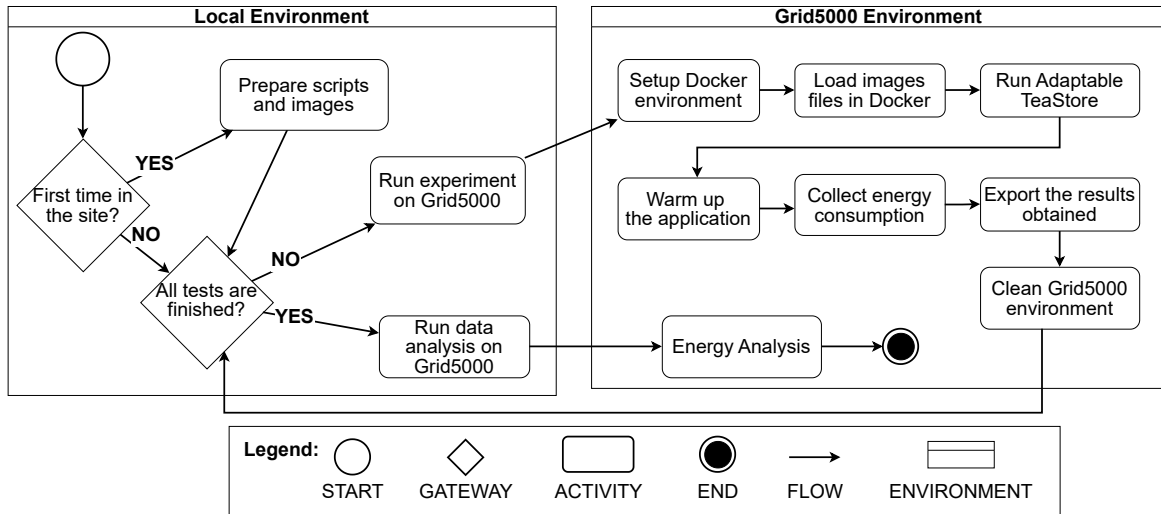 Local Environment
Grid5000 Environment
Prepare scripts
and images
Setup Docker
environment
Load images
files in Docker
Run Adaptable
TeaStore
YES
First time in
the site?
NO
Run experiment
on Grid5000
Warm up
the application
Collect energy
consumption
Export the results
obtained
NO
All tests are
finished?
YES
Clean Grid5000
environment
Run data
analysis on
Grid5000
Energy Analysis
Legend:
START
GATEWAY
ACTIVITY
END
FLOW
ENVIRONMENT